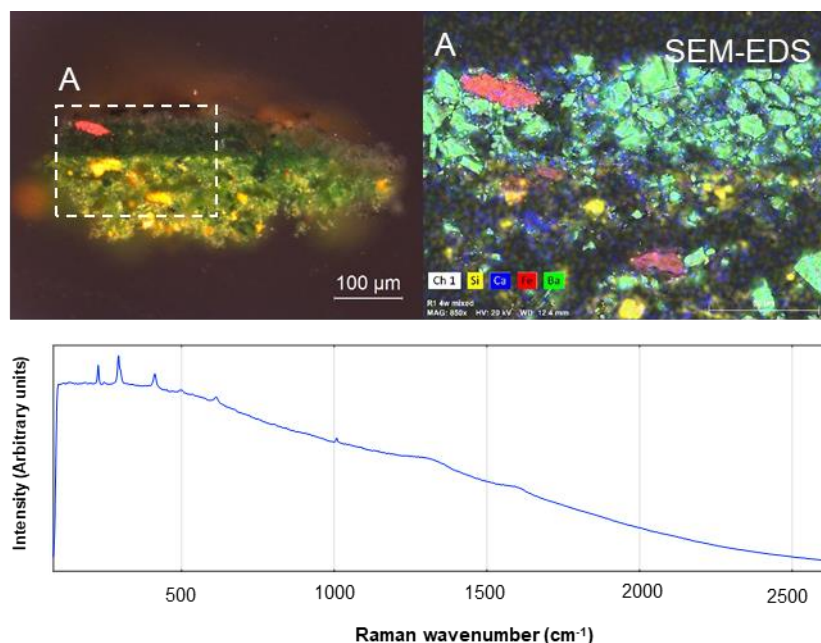 A
100 µm
A
SEM-EDS
Ch 1 Si Ca Fe Ba
R1 4w mixed
MAG: 850x HV: 20 kV WD: 12.4 mm
Intensity (Arbitrary units)
500 1000 1500 2000 2500
Raman wavenumber (cm-1)